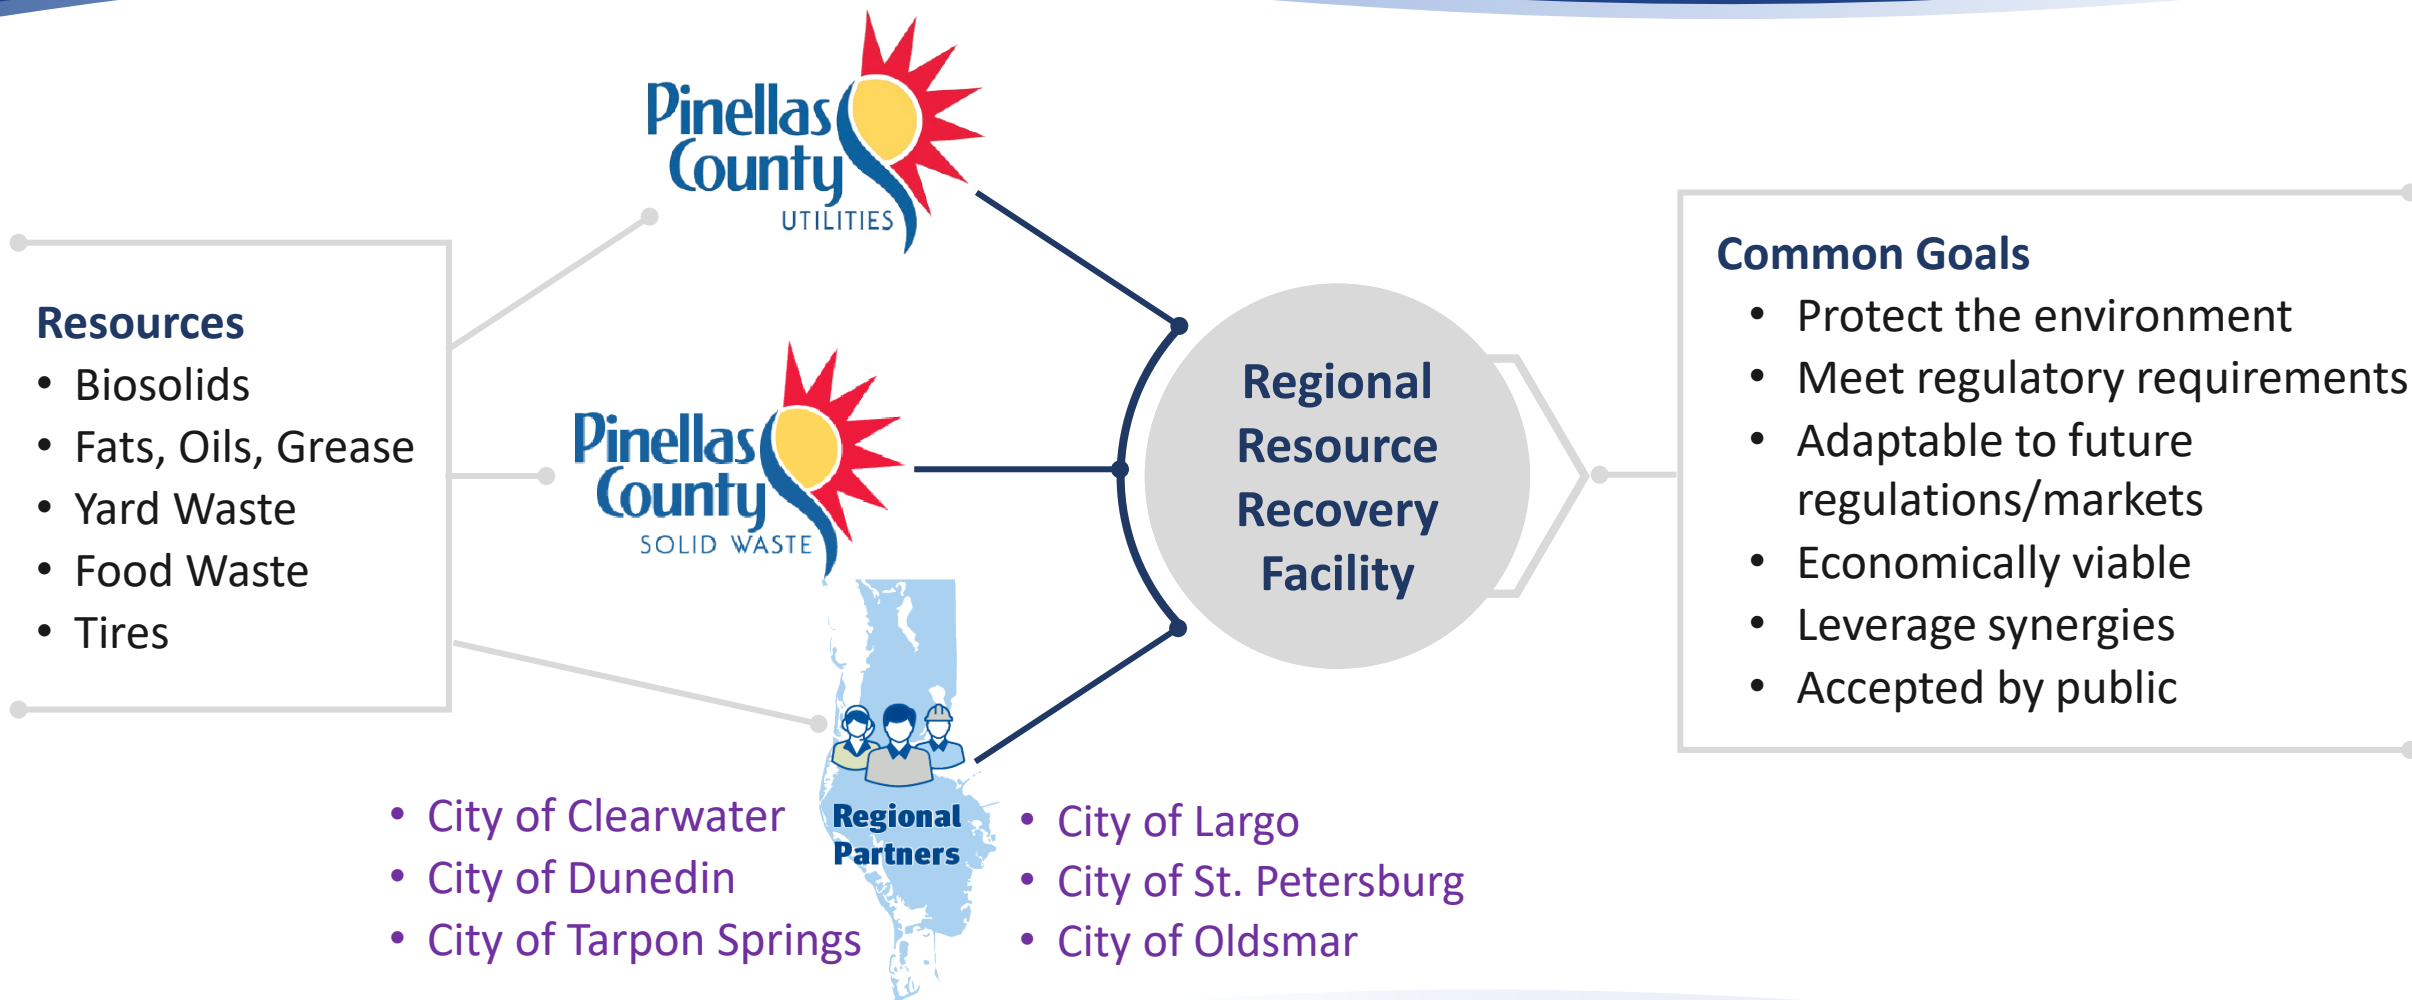 Pinellas
County
UTILITIES
Resources
• Biosolids
• Fats, Oils, Grease
• Yard Waste
• Food Waste
• Tires
Pinellas
County
SOLID WASTE
Regional
Partners
• City of Clearwater
• City of Dunedin
• City of Tarpon Springs
• City of Largo
• City of St. Petersburg
• City of Oldsmar
Regional
Resource
Recovery
Facility
Common Goals
• Protect the environment
• Meet regulatory requirements
• Adaptable to future
regulations/markets
• Economically viable
• Leverage synergies
• Accepted by public